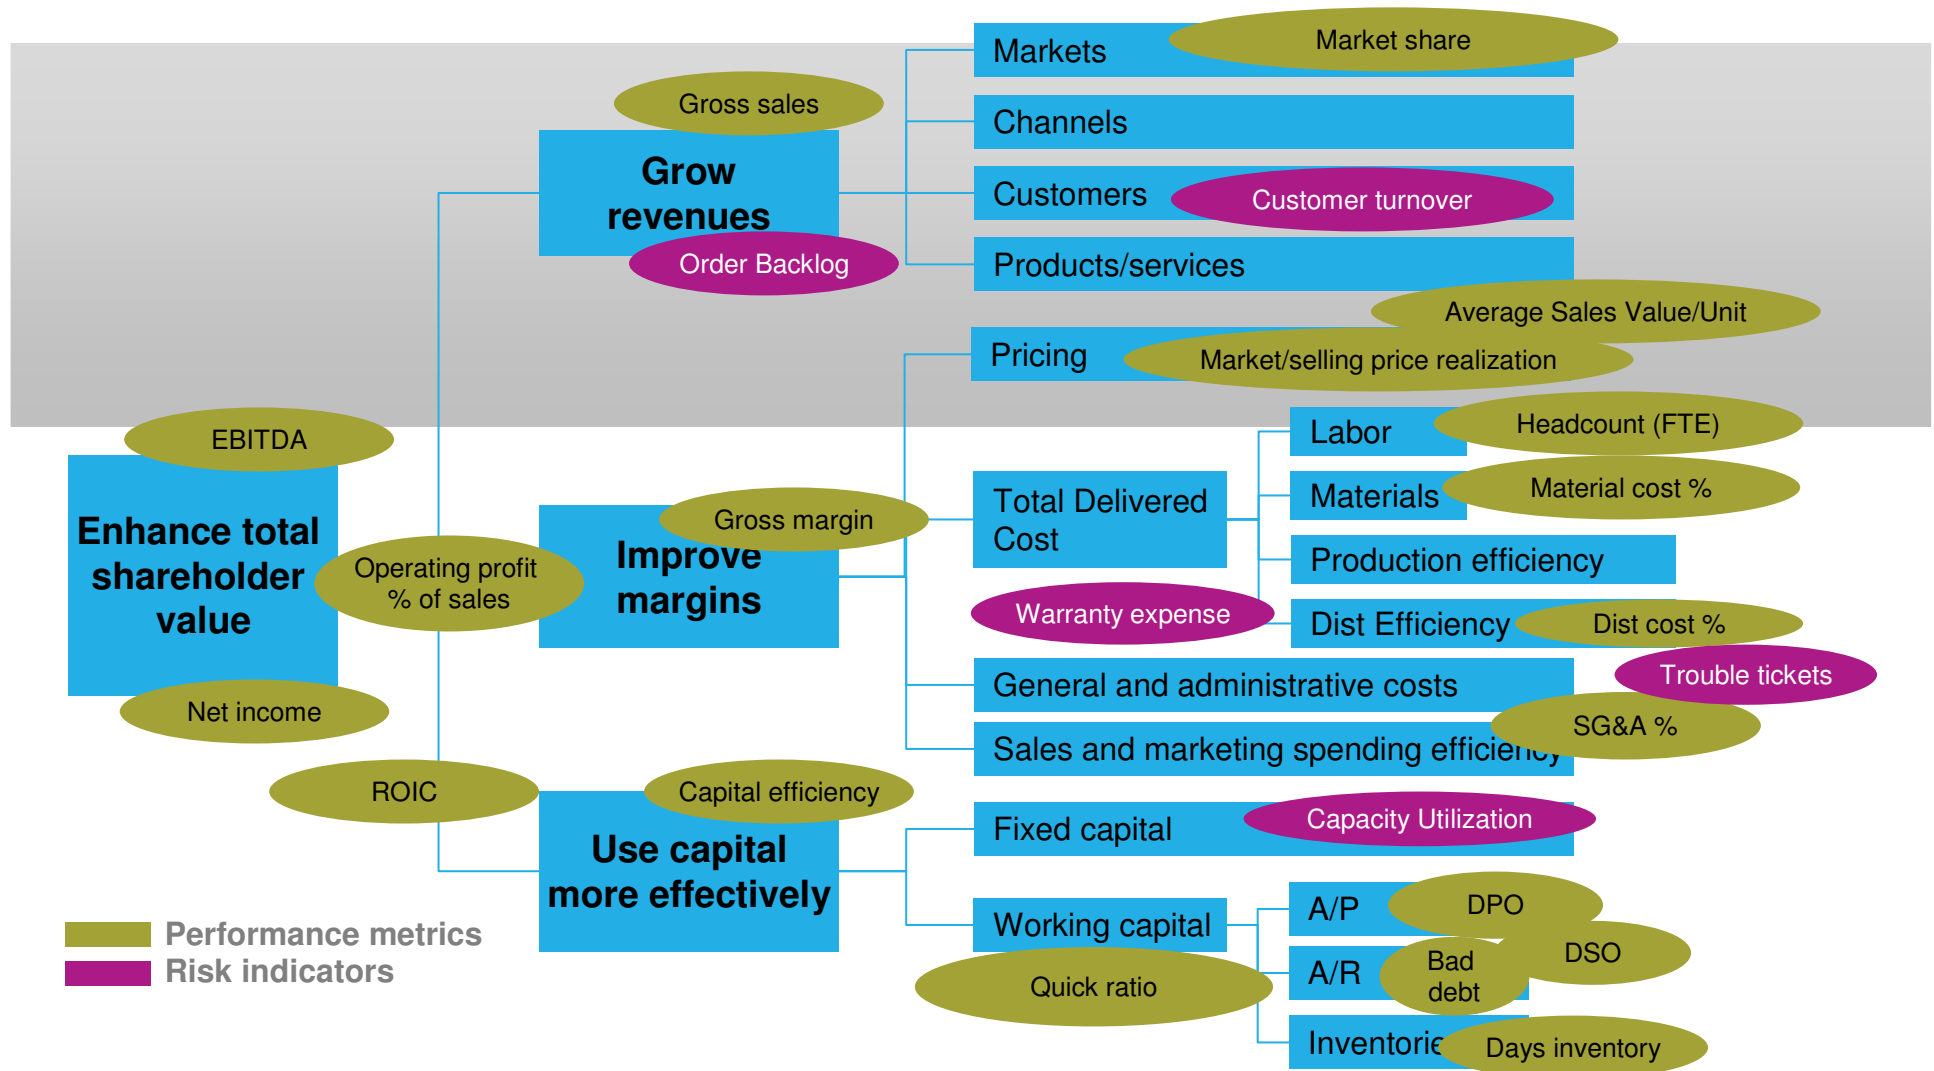 Markets
Market share
Gross sales
Channels
Grow
revenues
Customers
Customer turnover
Order Backlog
Products/services
Average Sales Value/Unit
Pricing
Market/selling price realization
EBITDA
Labor
Headcount (FTE)
Enhance total
shareholder
value
Operating profit
% of sales
Gross margin
Improve
margins
Total Delivered
Cost
Materials
Material cost %
Production efficiency
Warranty expense
Dist Efficiency
Dist cost %
Trouble tickets
General and administrative costs
Net income
SG&A %
Sales and marketing spending efficiency
ROIC
Capital efficiency
Use capital
more effectively
Fixed capital
Capacity Utilization
Working capital
A/P
DPO
Performance metrics
Risk indicators
Quick ratio
A/R
Bad
debt
DSO
Inventorie
Days inventory